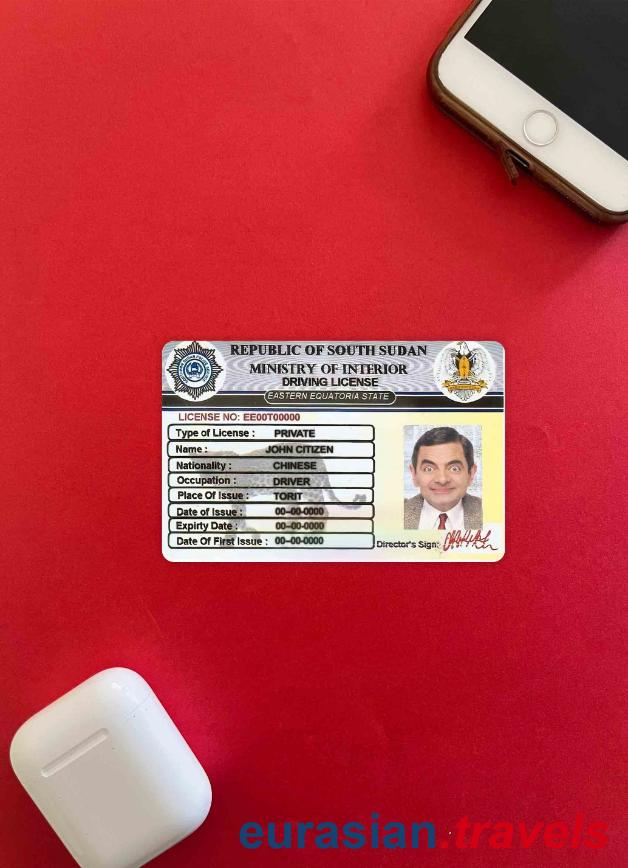 REPUBLIC OF SOUTH SUDAN
MINISTRY OF INTERIOR
DRIVING LICENSE
EASTERN EQUATORIA STATE
LICENSE NO: EE00T00000
Type of License : PRIVATE
Name : JOHN CITIZEN
Nationality : CHINESE
Occupation : DRIVER
Place Of Issue : TORIT
Date of Issue : 00–00-0000
Expirty Date : 00–00-0000
Date Of First Issue : 00–00-0000
Director's Sign:
eurasian.travels